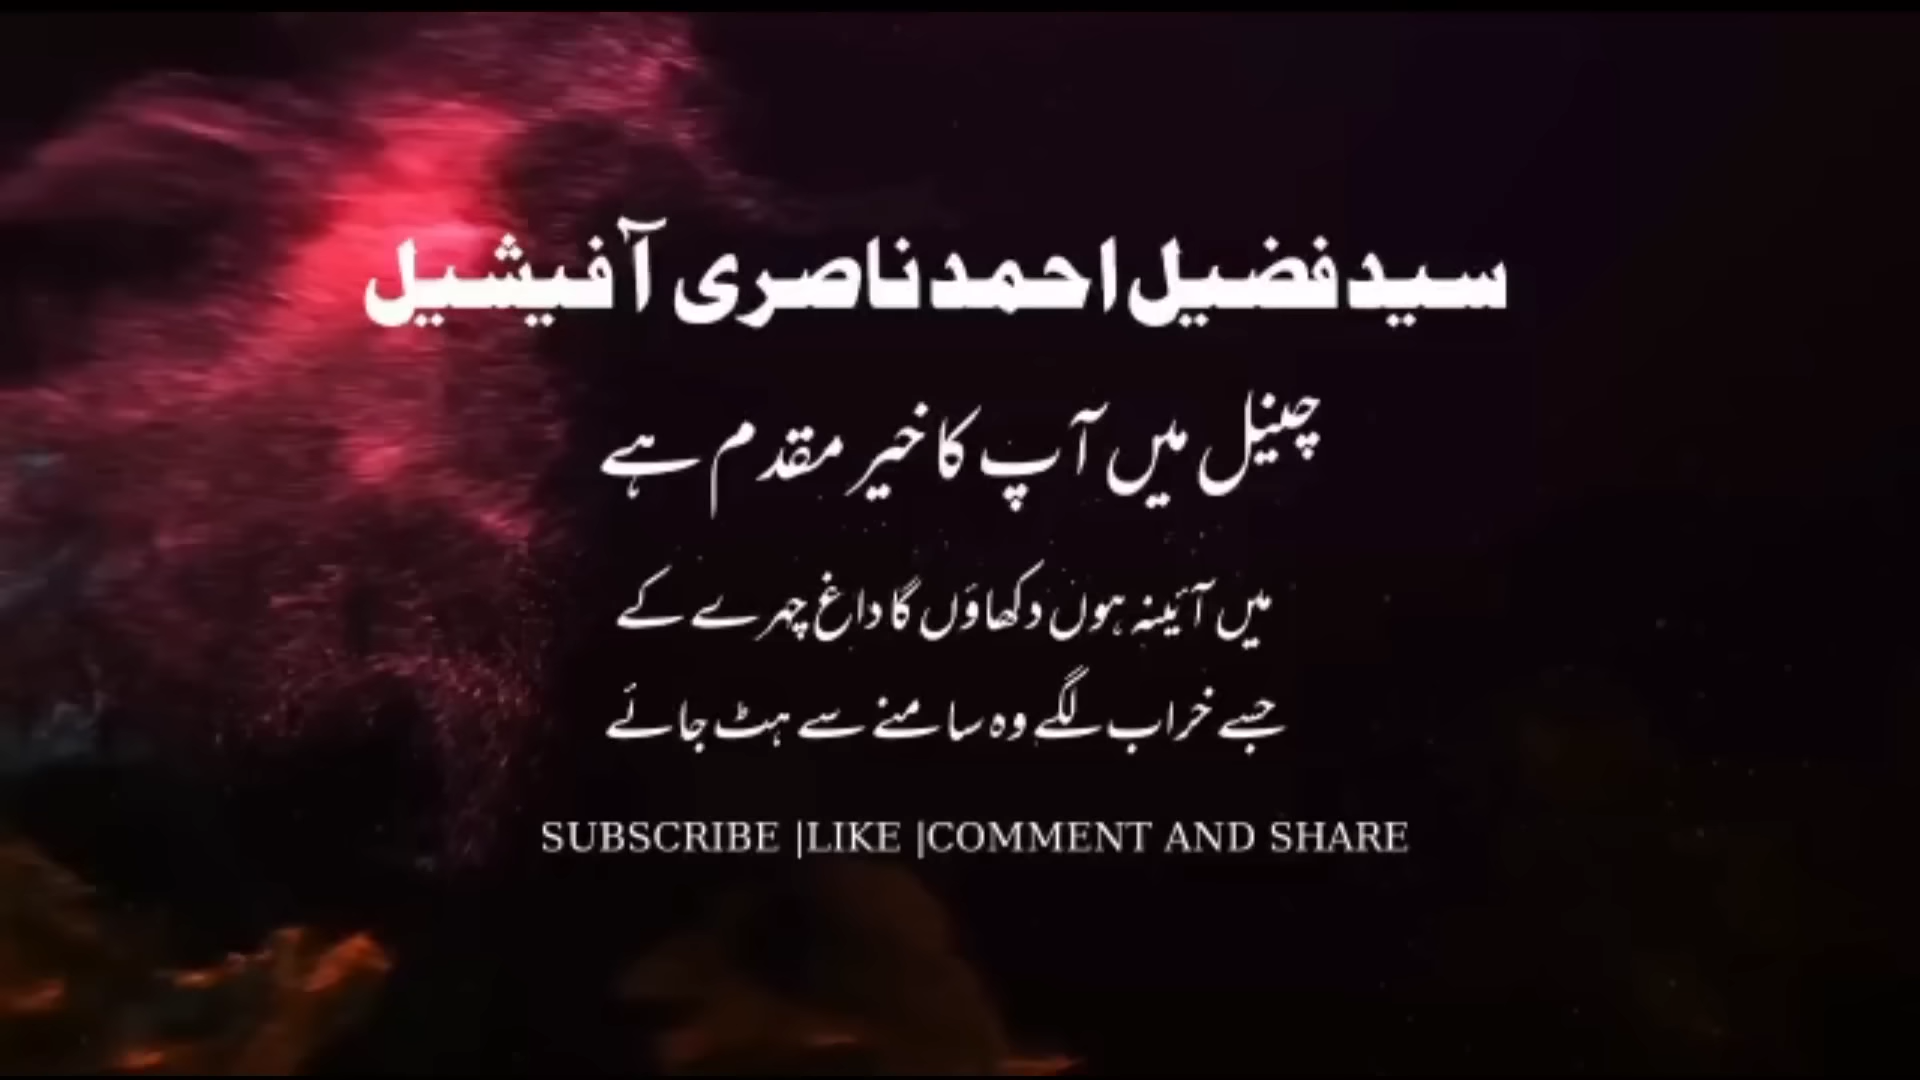 سید فضیل احمد ناصری آفیشیل
چینیل میں آپ کا خیر مقدم ہے
میں آئینہ ہوں دکھاؤں گا داغ چہرے کے
جسے خراب لگے وہ سامنے سے ہٹ جائے
SUBSCRIBE |LIKE |COMMENT AND SHARE